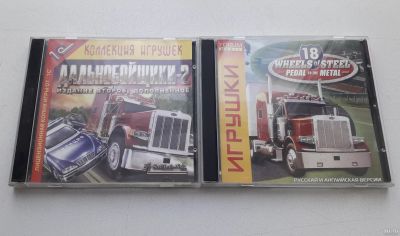 1С
КОЛЛЕКЦИЯ ИГРУШЕК
ДАЛЬНОБОЙЩИКИ-2
ИЗДАНИЕ ВТОРОЕ, ДОПОЛНЕННОЕ
ИГРУШКИ
18
WHEELS OF STEEL
PEDAL TO THE METAL
РУССКАЯ И АНГЛИЙСКАЯ ВЕРСИИ